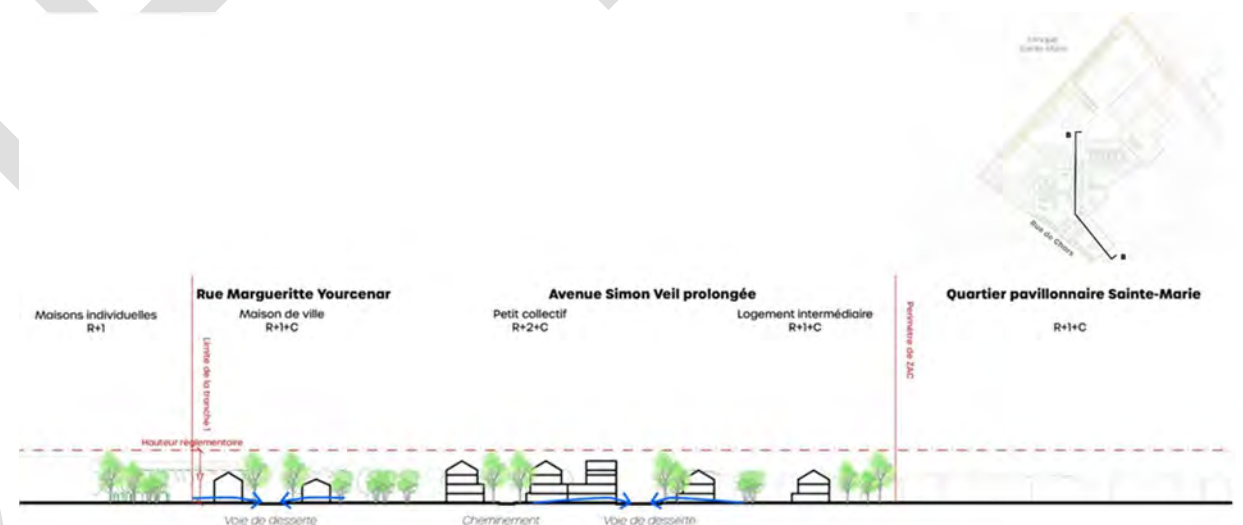 B
Rue de Chars
B
Rue Margueritte Yourcenar
Avenue Simon Veil prolongée
Quartier pavillonnaire Sainte-Marie
Maisons individuelles
R+1
Maison de ville
R+1+C
Petit collectif
R+2+C
Logement intermédiaire
R+1+C
R+1+C
Limite de la tranche 1
Périmètre de ZAC
Hauteur règlementaire
Voie de desserte
Cheminement
Voie de desserte